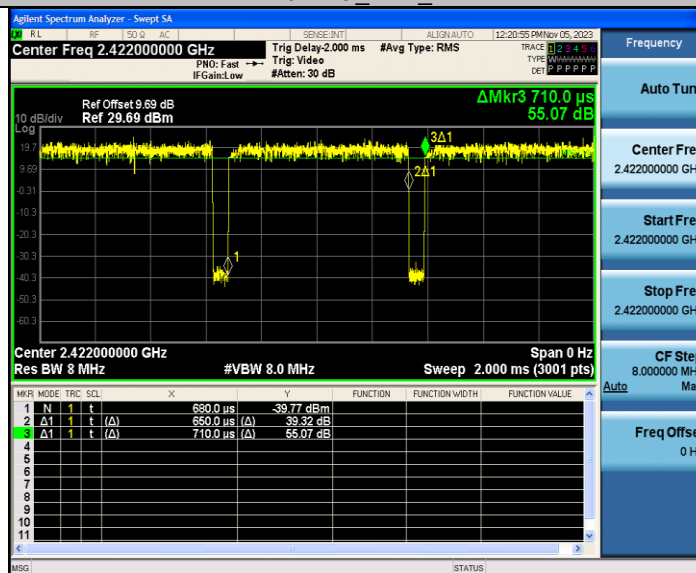 Agilent Spectrum Analyzer - Swept SA
RL RF 50 Ω AC SENSE:INT ALIGN AUTO 12:20:55 PM Nov 05, 2023
Center Freq 2.422000000 GHz
PNO: Fast
IFGain:Low
Trig Delay-2.000 ms
Trig: Video
#Atten: 30 dB
#Avg Type: RMS
TRACE 1 2 3 4 5 6
TYPE
DET P P P P P P
Frequency
Auto Tun
Center Fre
2.422000000 GH
Start Fre
2.422000000 GH
Stop Fre
2.422000000 GH
CF Ste
8.000000 MH
Auto Ma
Freq Offse
0 H
ΔMkr3 710.0 µs
55.07 dB
Ref Offset 9.69 dB
10 dB/div Ref 29.69 dBm
Log
19.7
9.69
-0.31
-10.3
-20.3
-30.3
-40.3
-50.3
-60.3
3Δ1
2Δ1
1
Center 2.422000000 GHz Span 0 Hz
Res BW 8 MHz #VBW 8.0 MHz Sweep 2.000 ms (3001 pts)
MKR MODE TRC SCL X Y FUNCTION FUNCTION WIDTH FUNCTION VALUE
1 N 1 t 680.0 µs -39.77 dBm
2 Δ1 1 t (Δ) 650.0 µs (Δ) 39.32 dB
3 Δ1 1 t (Δ) 710.0 µs (Δ) 55.07 dB
4
5
6
7
8
9
10
11
MSG STATUS